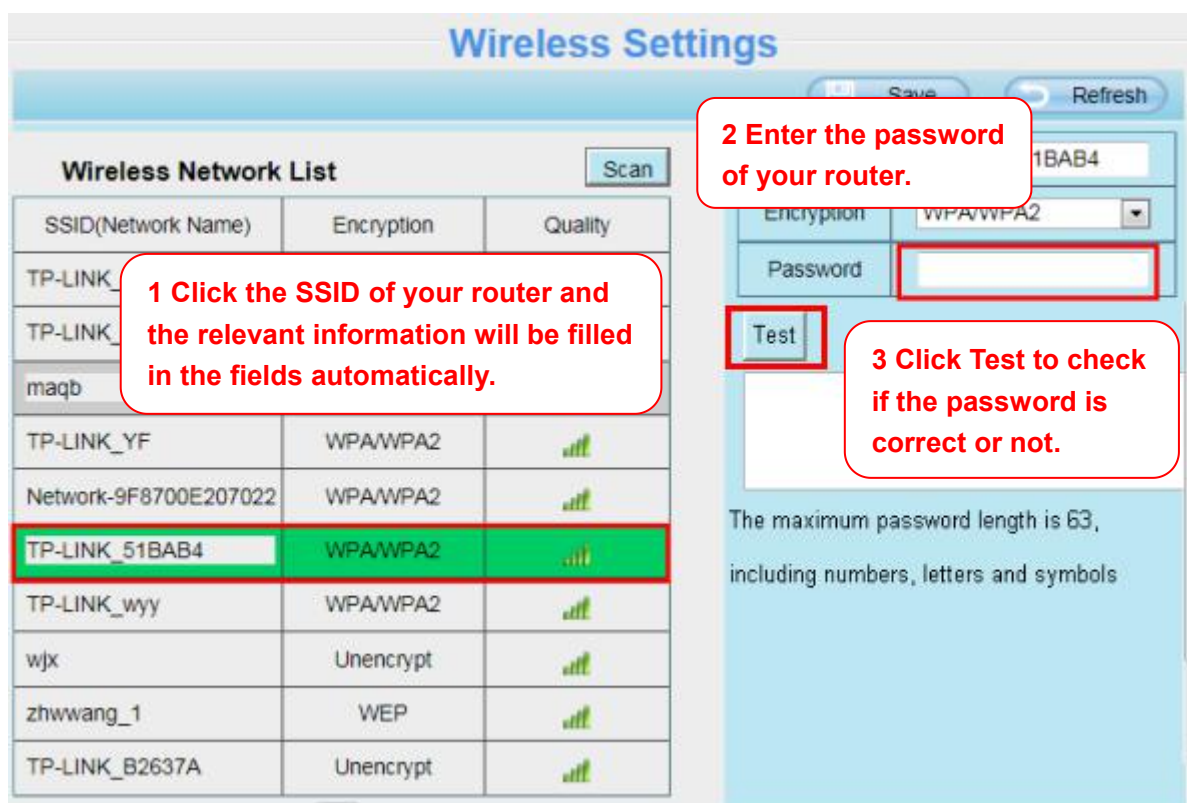 Wireless Settings
Save
Refresh
2 Enter the password
of your router.
1BAB4
Wireless Network List
Scan
SSID(Network Name) Encryption Quality
Encryption WPA/WPA2
Password
TP-LINK_
1 Click the SSID of your router and
the relevant information will be filled
in the fields automatically.
TP-LINK_
maqb
Test
3 Click Test to check
if the password is
correct or not.
TP-LINK_YF WPA/WPA2
Network-9F8700E207022 WPA/WPA2
TP-LINK_51BAB4 WPA/WPA2
TP-LINK_wyy WPA/WPA2
wjx Unencrypt
zhwwang_1 WEP
TP-LINK_B2637A Unencrypt
The maximum password length is 63,
including numbers, letters and symbols